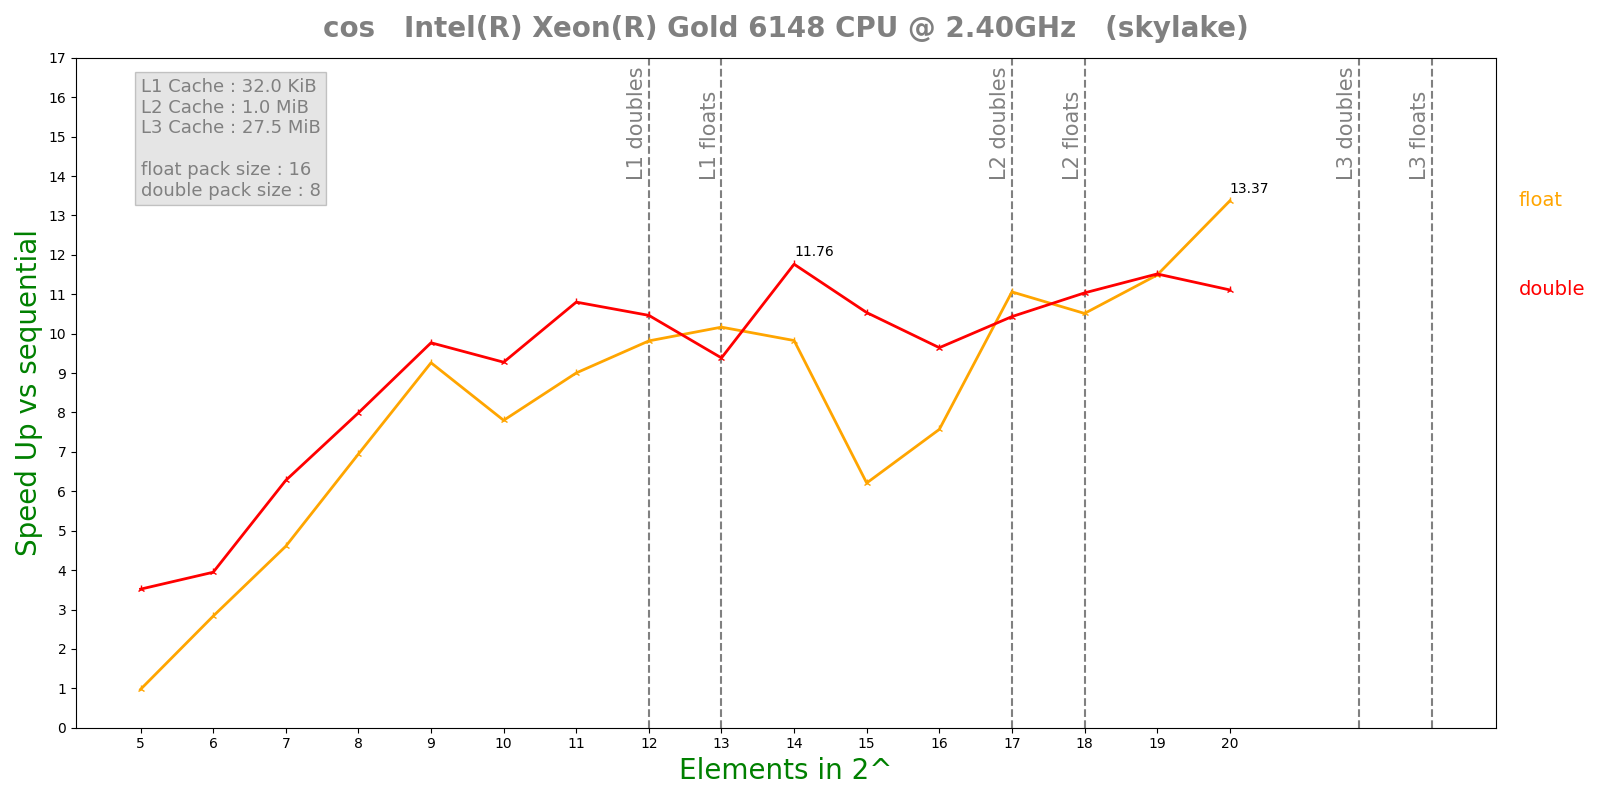 cos Intel(R) Xeon(R) Gold 6148 CPU @ 2.40GHz (skylake)
L1 Cache : 32.0 KiB
L2 Cache : 1.0 MiB
L3 Cache : 27.5 MiB
float pack size : 16
double pack size : 8
L1 doubles
L1 floats
L2 doubles
L2 floats
L3 doubles
L3 floats
17
16
15
14
13
12
11
10
9
8
7
6
5
4
3
2
1
0
Speed Up vs sequential
11.76
13.37
float
double
5 6 7 8 9 10 11 12 13 14 15 16 17 18 19 20
Elements in 2^